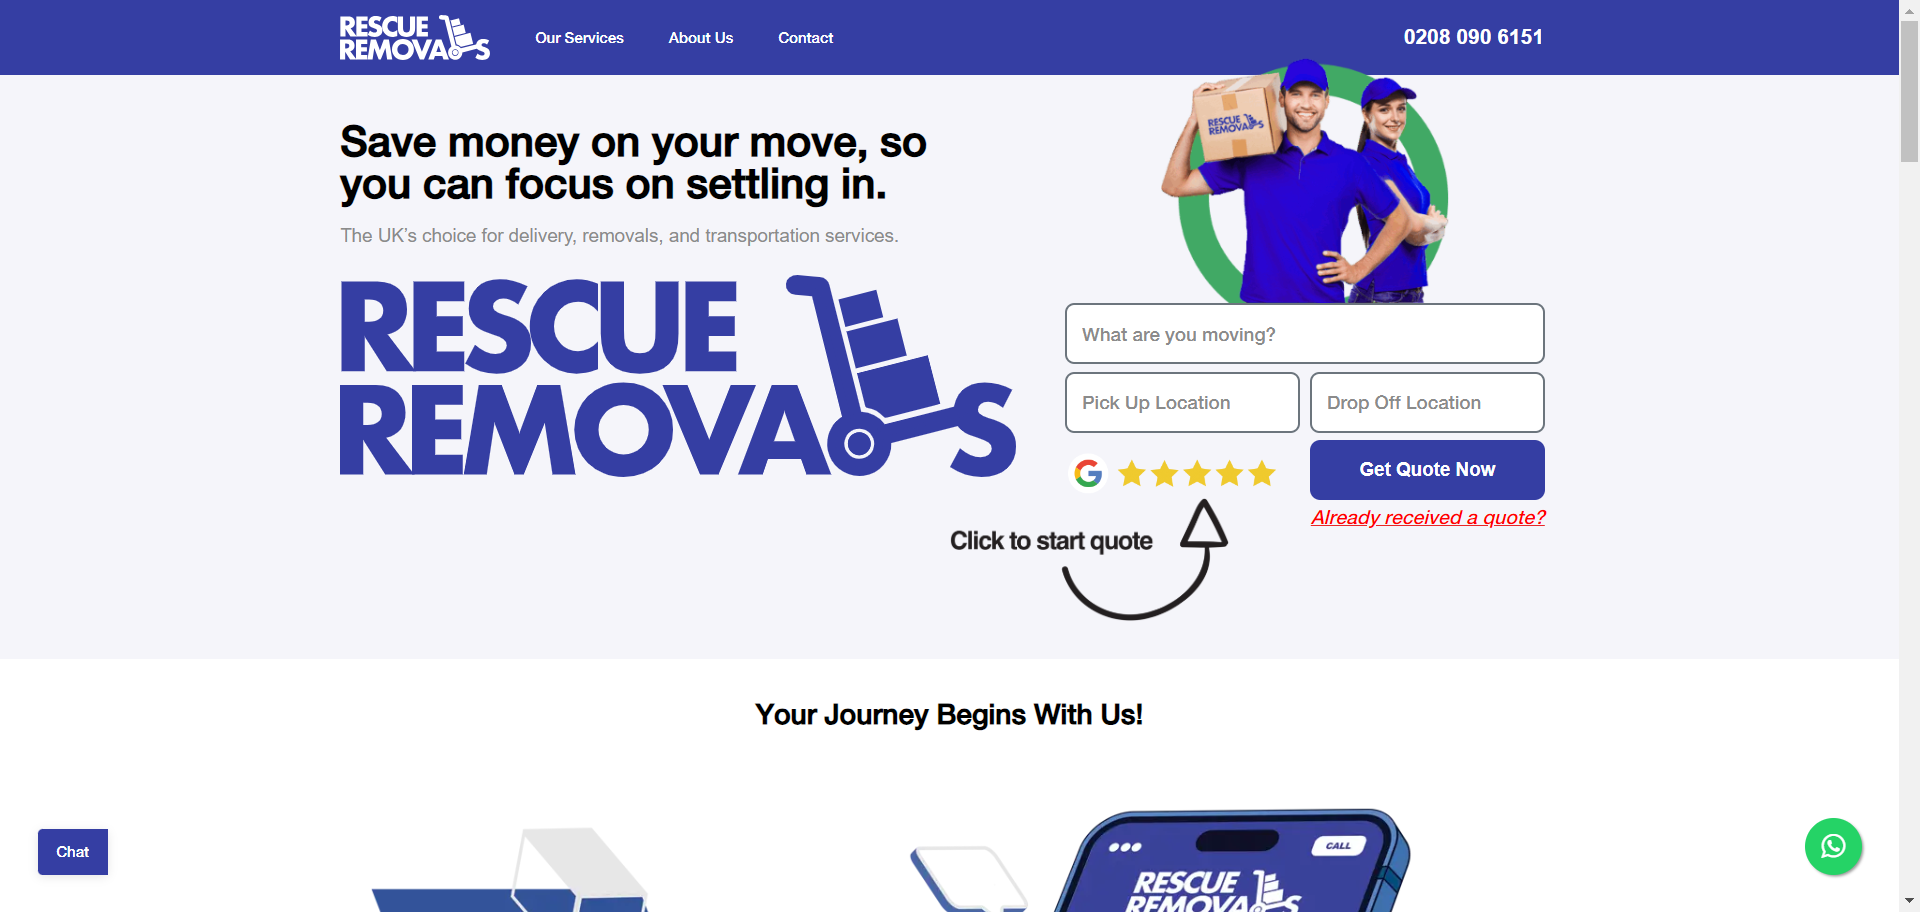 RESCUE
REMOVALS
Our Services
About Us
Contact
0208 090 6151
Save money on your move, so
you can focus on settling in.
The UK's choice for delivery, removals, and transportation services.
RESCUE
REMOVALS
RESCUE
REMOVALS
What are you moving?
Pick Up Location
Drop Off Location
Get Quote Now
Already received a quote?
Click to start quote
Your Journey Begins With Us!
Chat
CALL
RESCUE
REMOVALS